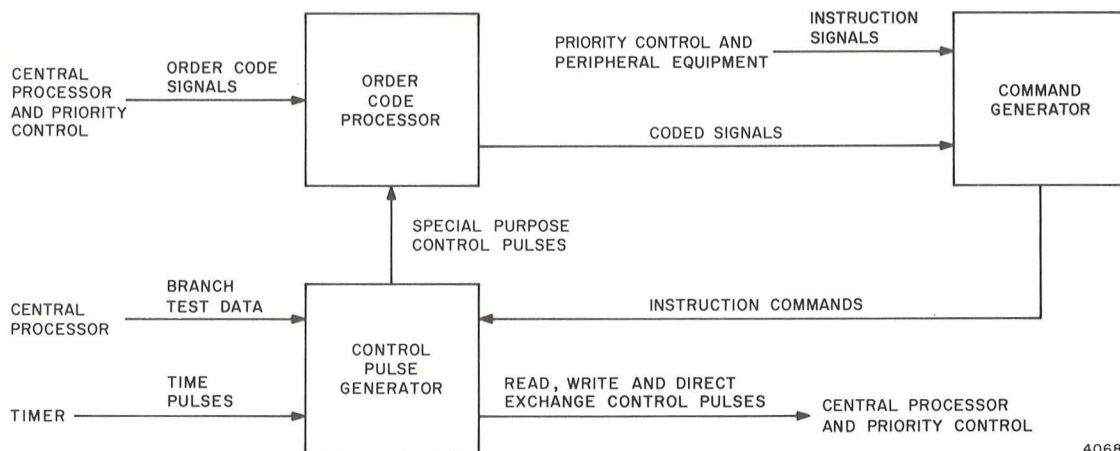 CENTRAL
PROCESSOR
AND PRIORITY
CONTROL
ORDER CODE
SIGNALS
ORDER
CODE
PROCESSOR
PRIORITY CONTROL AND
PERIPHERAL EQUIPMENT
INSTRUCTION
SIGNALS
COMMAND
GENERATOR
CODED SIGNALS
SPECIAL PURPOSE
CONTROL PULSES
CENTRAL
PROCESSOR
BRANCH
TEST DATA
INSTRUCTION COMMANDS
CONTROL
PULSE
GENERATOR
TIMER
TIME
PULSES
READ, WRITE AND DIRECT
EXCHANGE CONTROL PULSES
CENTRAL PROCESSOR
AND PRIORITY CONTROL
4068